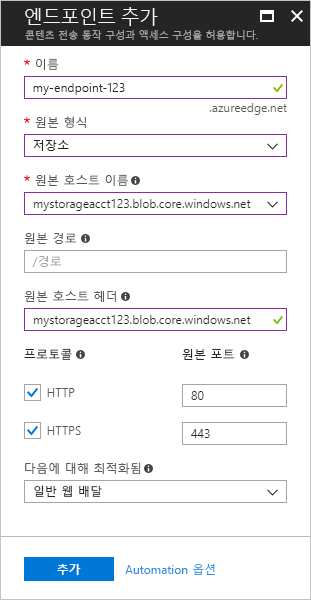 엔드포인트 추가
콘텐츠 전송 동작 구성과 액세스 구성을 허용합니다.
* 이름
my-endpoint-123
.azureedge.net
* 원본 형식
저장소
* 원본 호스트 이름
mystorageacct123.blob.core.windows.net
원본 경로
/경로
원본 호스트 헤더
mystorageacct123.blob.core.windows.net
프로토콜 원본 포트
HTTP 80
HTTPS 443
다음에 대해 최적화됨
일반 웹 배달
추가 Automation 옵션